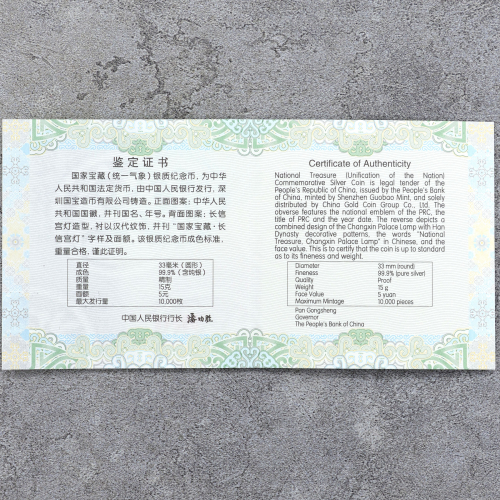 鉴定证书
国家宝藏（统一气象）银质纪念币，为中华
人民共和国法定货币，由中国人民银行发行，深
圳国宝造币有限公司铸造。正面图案：中华人民
共和国国徽，并刊国名、年号。背面图案：长信
宫灯造型，衬以汉代纹饰，并刊“国家宝藏·长
信宫灯”字样及面额。该银质纪念币成色标准，
重量合格，谨此证明。
直径 33毫米（圆形）
成色 99.9%（含纯银）
质量 精制
重量 15克
面额 5元
最大发行量 10,000枚
中国人民银行行长 潘功胜
Certificate of Authenticity
National Treasure (Unification of the Nation)
Commemorative Silver Coin is legal tender of the
People's Republic of China, issued by the People's Bank
of China, minted by Shenzhen Guobao Mint, and solely
distributed by China Gold Coin Group Co., Ltd. The
obverse features the national emblem of the PRC, the
title of PRC and the year date. The reverse depicts a
combined design of the Changxin Palace Lamp with Han
Dynasty decorative patterns, the words "National
Treasure, Changxin Palace Lamp" in Chinese, and the
face value. This is to certify that the coin is up to standard
as to its fineness and weight.
Diameter 33 mm (round)
Fineness 99.9% (pure silver)
Quality Proof
Weight 15 g
Face Value 5 yuan
Maximum Mintage 10,000 pieces
Pan Gongsheng
Governor
The People's Bank of China